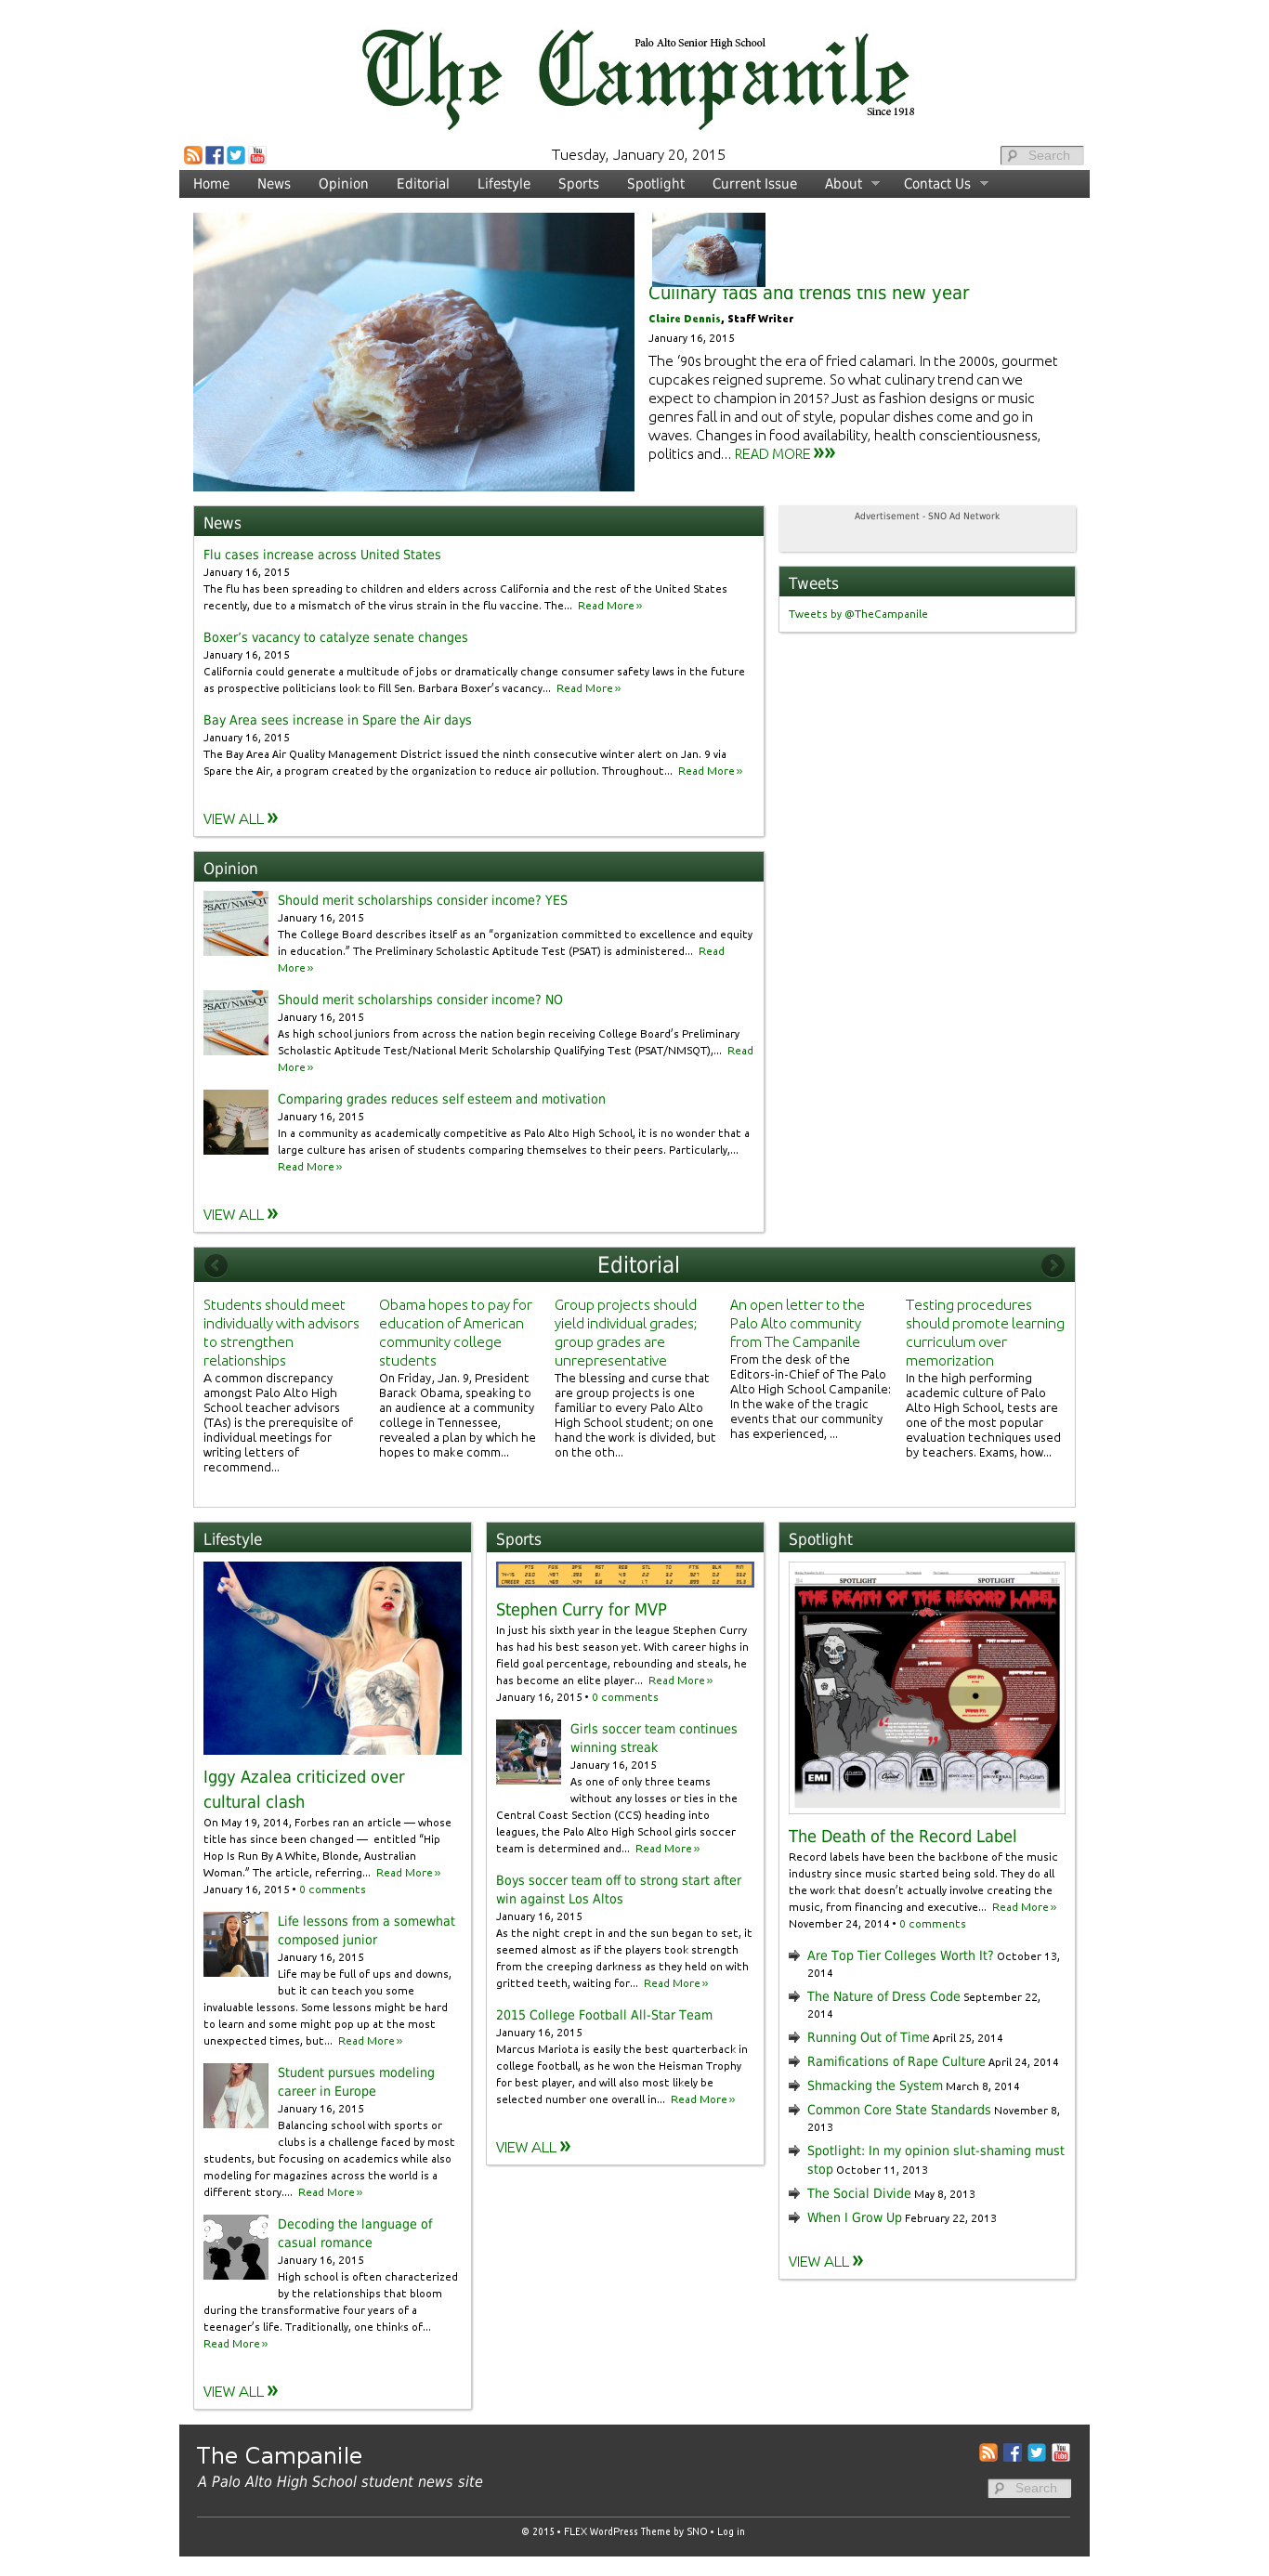 The Campanile
Palo Alto Senior High School
Since 1918
Tuesday, January 20, 2015
Search
Home News Opinion Editorial Lifestyle Sports Spotlight Current Issue About Contact Us
Culinary fads and trends this new year
Claire Dennis, Staff Writer
January 16, 2015
The ‘90s brought the era of fried calamari. In the 2000s, gourmet
cupcakes reigned supreme. So what culinary trend can we
expect to champion in 2015? Just as fashion designs or music
genres fall in and out of style, popular dishes come and go in
waves. Changes in food availability, health conscientiousness,
politics and... READ MORE »»
News
Flu cases increase across United States
January 16, 2015
The flu has been spreading to children and elders across California and the rest of the United States
recently, due to a mismatch of the virus strain in the flu vaccine. The... Read More »
Boxer’s vacancy to catalyze senate changes
January 16, 2015
California could generate a multitude of jobs or dramatically change consumer safety laws in the future
as prospective politicians look to fill Sen. Barbara Boxer’s vacancy... Read More »
Bay Area sees increase in Spare the Air days
January 16, 2015
The Bay Area Air Quality Management District issued the ninth consecutive winter alert on Jan. 9 via
Spare the Air, a program created by the organization to reduce air pollution. Throughout... Read More »
VIEW ALL »
Advertisement - SNO Ad Network
Tweets
Tweets by @TheCampanile
Opinion
PSAT/NMSQT
Should merit scholarships consider income? YES
January 16, 2015
The College Board describes itself as an “organization committed to excellence and equity
in education.” The Preliminary Scholastic Aptitude Test (PSAT) is administered... Read
More »
PSAT/NMSQT
Should merit scholarships consider income? NO
January 16, 2015
As high school juniors from across the nation begin receiving College Board’s Preliminary
Scholastic Aptitude Test/National Merit Scholarship Qualifying Test (PSAT/NMSQT),... Read
More »
Comparing grades reduces self esteem and motivation
January 16, 2015
In a community as academically competitive as Palo Alto High School, it is no wonder that a
large culture has arisen of students comparing themselves to their peers. Particularly,...
Read More »
VIEW ALL »
Editorial
Students should meet
individually with advisors
to strengthen
relationships
A common discrepancy
amongst Palo Alto High
School teacher advisors
(TAs) is the prerequisite of
individual meetings for
writing letters of
recommend...
Obama hopes to pay for
education of American
community college
students
On Friday, Jan. 9, President
Barack Obama, speaking to
an audience at a community
college in Tennessee,
revealed a plan by which he
hopes to make comm...
Group projects should
yield individual grades;
group grades are
unrepresentative
The blessing and curse that
are group projects is one
familiar to every Palo Alto
High School student; on one
hand the work is divided, but
on the oth...
An open letter to the
Palo Alto community
from The Campanile
From the desk of the
Editors-in-Chief of The Palo
Alto High School Campanile:
In the wake of the tragic
events that our community
has experienced, ...
Testing procedures
should promote learning
curriculum over
memorization
In the high performing
academic culture of Palo
Alto High School, tests are
one of the most popular
evaluation techniques used
by teachers. Exams, how...
Lifestyle
Iggy Azalea criticized over
cultural clash
On May 19, 2014, Forbes ran an article — whose
title has since been changed — entitled “Hip
Hop Is Run By A White, Blonde, Australian
Woman.” The article, referring... Read More »
January 16, 2015 • 0 comments
Life lessons from a somewhat
composed junior
January 16, 2015
Life may be full of ups and downs,
but it can teach you some
invaluable lessons. Some lessons might be hard
to learn and some might pop up at the most
unexpected times, but... Read More »
Student pursues modeling
career in Europe
January 16, 2015
Balancing school with sports or
clubs is a challenge faced by most
students, but focusing on academics while also
modeling for magazines across the world is a
different story.... Read More »
Decoding the language of
casual romance
January 16, 2015
High school is often characterized
by the relationships that bloom
during the transformative four years of a
teenager’s life. Traditionally, one thinks of...
Read More »
VIEW ALL »
Sports
Stephen Curry for MVP
In just his sixth year in the league Stephen Curry
has had his best season yet. With career highs in
field goal percentage, rebounding and steals, he
has become an elite player... Read More »
January 16, 2015 • 0 comments
Girls soccer team continues
winning streak
January 16, 2015
As one of only three teams
without any losses or ties in the
Central Coast Section (CCS) heading into
leagues, the Palo Alto High School girls soccer
team is determined and... Read More »
Boys soccer team off to strong start after
win against Los Altos
January 16, 2015
As the night crept in and the sun began to set, it
seemed almost as if the players took strength
from the creeping darkness as they held on with
gritted teeth, waiting for... Read More »
2015 College Football All-Star Team
January 16, 2015
Marcus Mariota is easily the best quarterback in
college football, as he won the Heisman Trophy
for best player, and will also most likely be
selected number one overall in... Read More »
VIEW ALL »
Spotlight
SPOTLIGHT SPOTLIGHT
THE DEATH OF THE RECORD LABEL
EMI Capitol PolyGram
The Death of the Record Label
Record labels have been the backbone of the music
industry since music started being sold. They do all
the work that doesn’t actually involve creating the
music, from financing and executive... Read More »
November 24, 2014 • 0 comments
Are Top Tier Colleges Worth It? October 13,
2014
The Nature of Dress Code September 22,
2014
Running Out of Time April 25, 2014
Ramifications of Rape Culture April 24, 2014
Shmacking the System March 8, 2014
Common Core State Standards November 8,
2013
Spotlight: In my opinion slut-shaming must
stop October 11, 2013
The Social Divide May 8, 2013
When I Grow Up February 22, 2013
VIEW ALL »
The Campanile
A Palo Alto High School student news site
Search
© 2015 • FLEX WordPress Theme by SNO • Log in